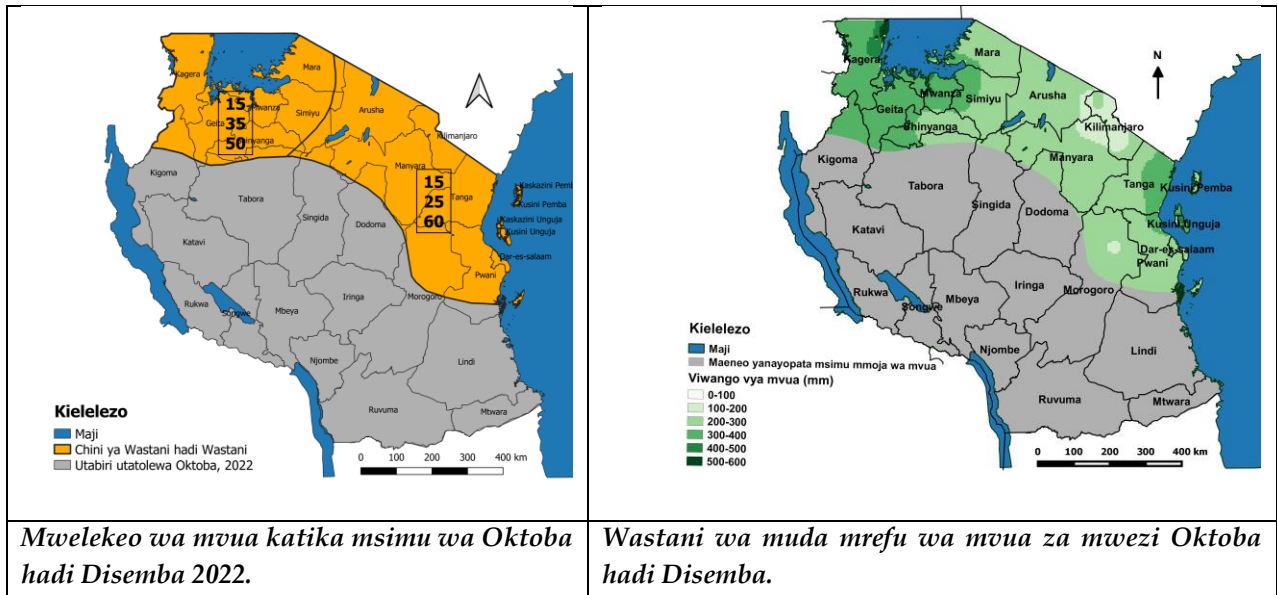 Kagera
Mara
Mwanza
Geita
Simiyu
Shinyanga
Arusha
Kilimanjaro
Manyara
Tanga
15
35
50
15
25
60
Kigoma
Tabora
Singida
Dodoma
Katavi
Rukwa
Songwe
Mbeya
Iringa
Morogoro
Pwani
Dar-es-salaam
Kaskazini Pemb
Kusini Pemba
Kaskazini Unguja
Kusini Unguja
Njombe
Lindi
Ruvuma
Mtwara
Kielelezo
Maji
Chini ya Wastani hadi Wastani
Utabiri utatolewa Oktoba, 2022
0 100 200 300 400 km
Mwelekeo wa mvua katika msimu wa Oktoba
hadi Disemba 2022.
N
Kagera
Mara
Mwanza
Geita
Simiyu
Shinyanga
Arusha
Kilimanjaro
Manyara
Tanga
Kusini Pemba
Kusini Unguja
Dar-es-salaam
Pwani
Kigoma
Tabora
Singida
Dodoma
Katavi
Rukwa
Songwe
Mbeya
Iringa
Morogoro
Njombe
Lindi
Ruvuma
Mtwara
Kielelezo
Maji
Maeneo yanayopata msimu mmoja wa mvua
Viwango vya mvua (mm)
0-100
100-200
200-300
300-400
400-500
500-600
0 100 200 300 400 km
Wastani wa muda mrefu wa mvua za mwezi Oktoba
hadi Disemba.